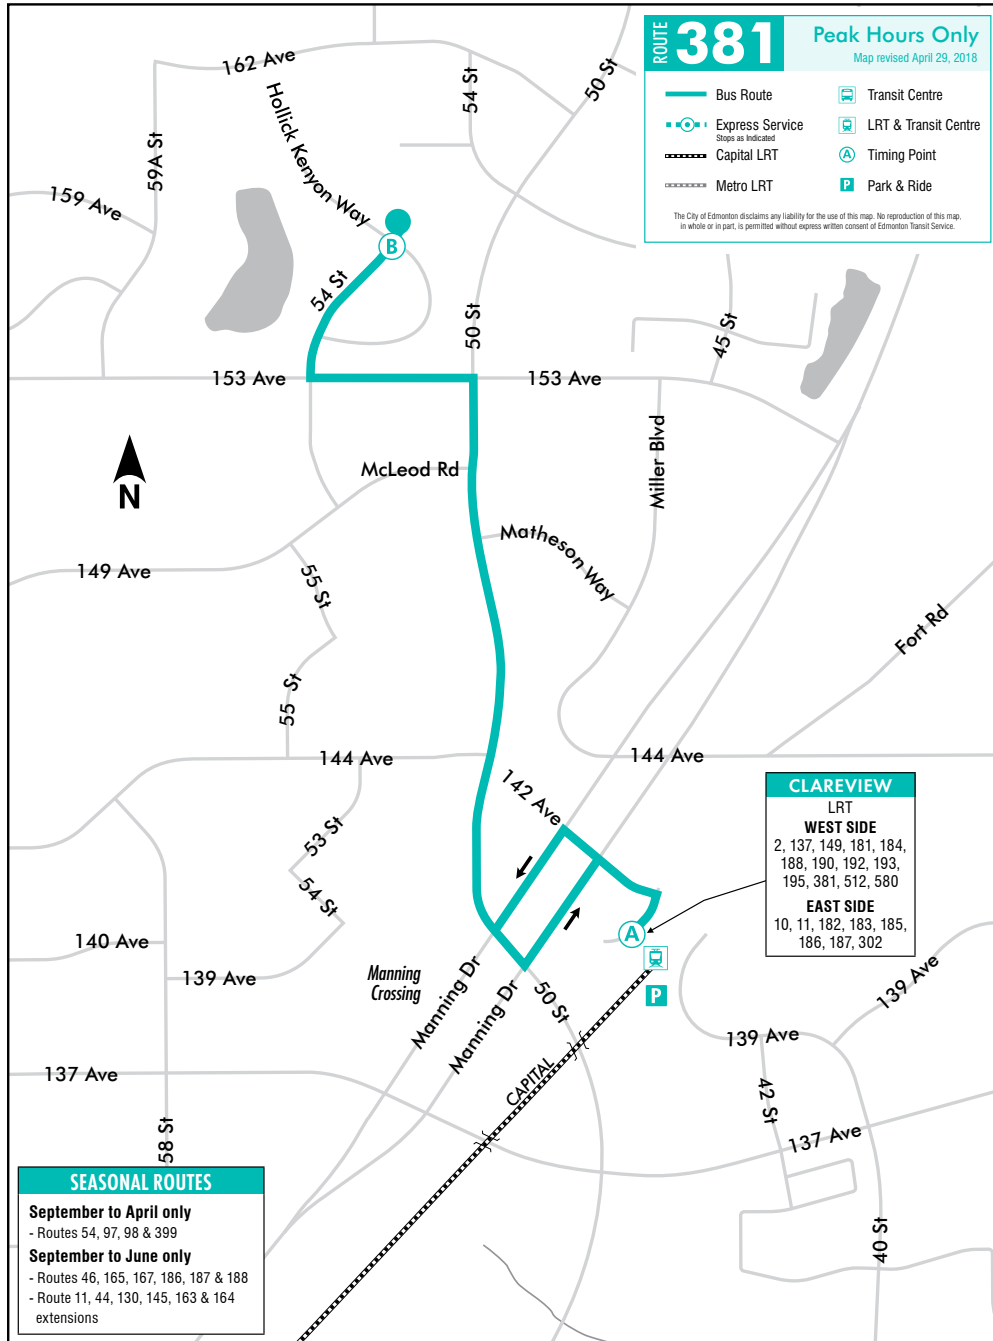 ROUTE 381
Peak Hours Only
Map revised April 29, 2018
Bus Route
Express Service
Stops as Indicated
Capital LRT
Metro LRT
Transit Centre
LRT & Transit Centre
A Timing Point
P Park & Ride
The City of Edmonton disclaims any liability for the use of this map. No reproduction of this map,
in whole or in part, is permitted without express written consent of Edmonton Transit Service.
162 Ave
Hollick Kenyon Way
54 St
50 St
59A St
159 Ave
B
54 St
50 St
45 St
153 Ave
153 Ave
Miller Blvd
McLeod Rd
N
Matheson Way
149 Ave
55 St
Fort Rd
55 St
144 Ave
144 Ave
142 Ave
53 St
54 St
CLAREVIEW
LRT
WEST SIDE
2, 137, 149, 181, 184,
188, 190, 192, 193,
195, 381, 512, 580
EAST SIDE
10, 11, 182, 183, 185,
186, 187, 302
A
140 Ave
139 Ave
Manning
Crossing
Manning Dr
Manning Dr
50 St
P
139 Ave
139 Ave
137 Ave
CAPITAL
42 St
137 Ave
58 St
40 St
SEASONAL ROUTES
September to April only
- Routes 54, 97, 98 & 399
September to June only
- Routes 46, 165, 167, 186, 187 & 188
- Route 11, 44, 130, 145, 163 & 164
extensions